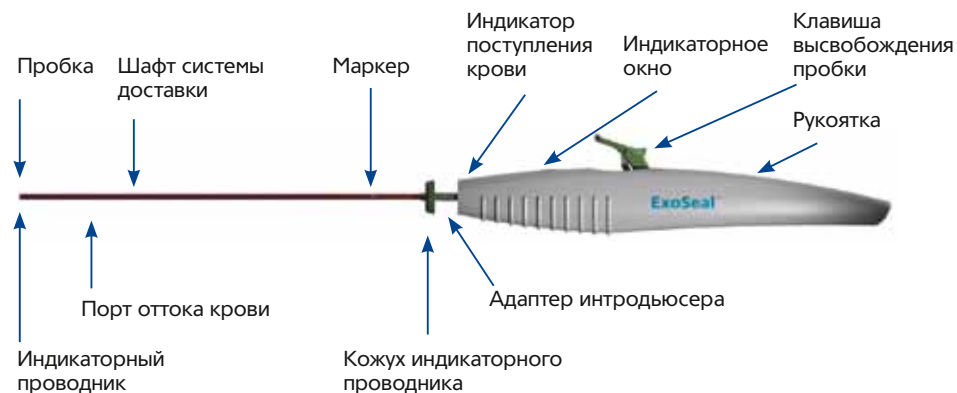 Пробка
Шафт системы
доставки
Маркер
Индикатор
поступления
крови
Индикаторное
окно
Клавиша
высвобождения
пробки
Рукоятка
ExoSeal
Порт оттока крови
Адаптер интродьюсера
Индикаторный
проводник
Кожух индикаторного
проводника